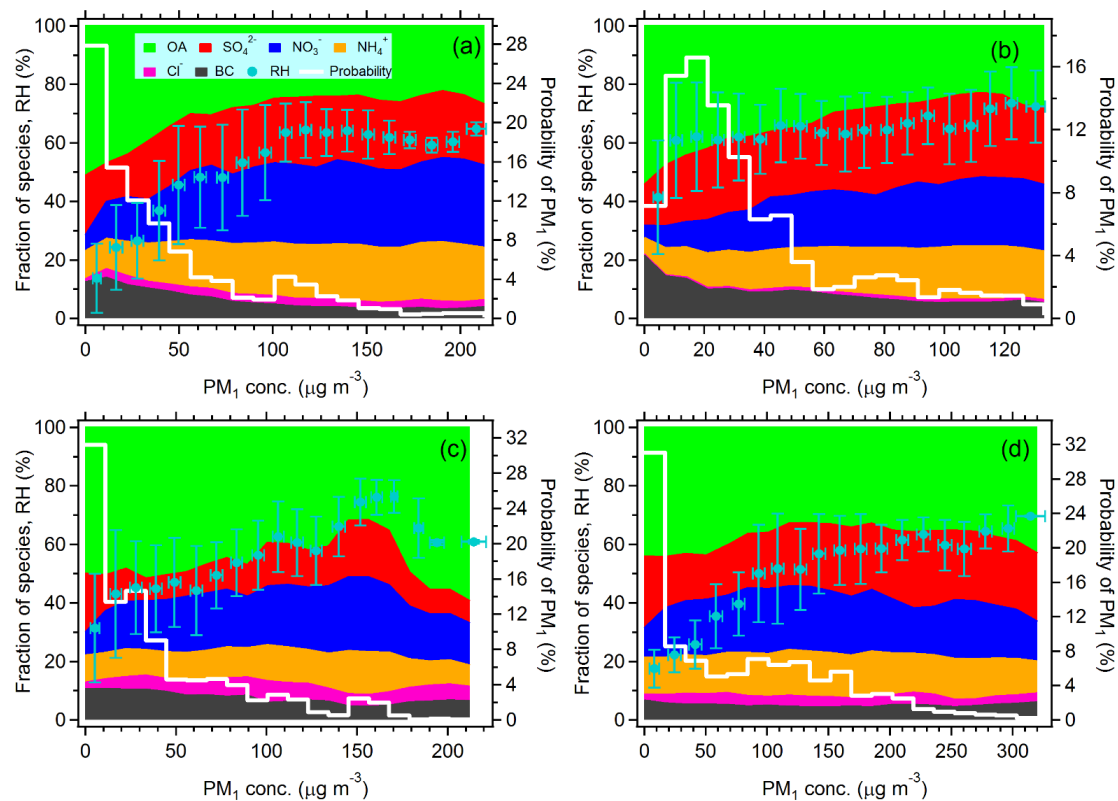 (a)
OA SO₄²⁻ NO₃⁻ NH₄⁺
Cl⁻ BC RH Probability
Fraction of species, RH (%)
100
80
60
40
20
0
Probability of PM₁ (%)
28
24
20
16
12
8
4
0
0 50 100 150 200
PM₁ conc. (μg m⁻³)
(b)
Fraction of species, RH (%)
100
80
60
40
20
0
Probability of PM₁ (%)
16
12
8
4
0
0 20 40 60 80 100 120
PM₁ conc. (μg m⁻³)
(c)
Fraction of species, RH (%)
100
80
60
40
20
0
Probability of PM₁ (%)
32
28
24
20
16
12
8
4
0
0 50 100 150 200
PM₁ conc. (μg m⁻³)
(d)
Fraction of species, RH (%)
100
80
60
40
20
0
Probability of PM₁ (%)
32
28
24
20
16
12
8
4
0
0 50 100 150 200 250 300
PM₁ conc. (μg m⁻³)